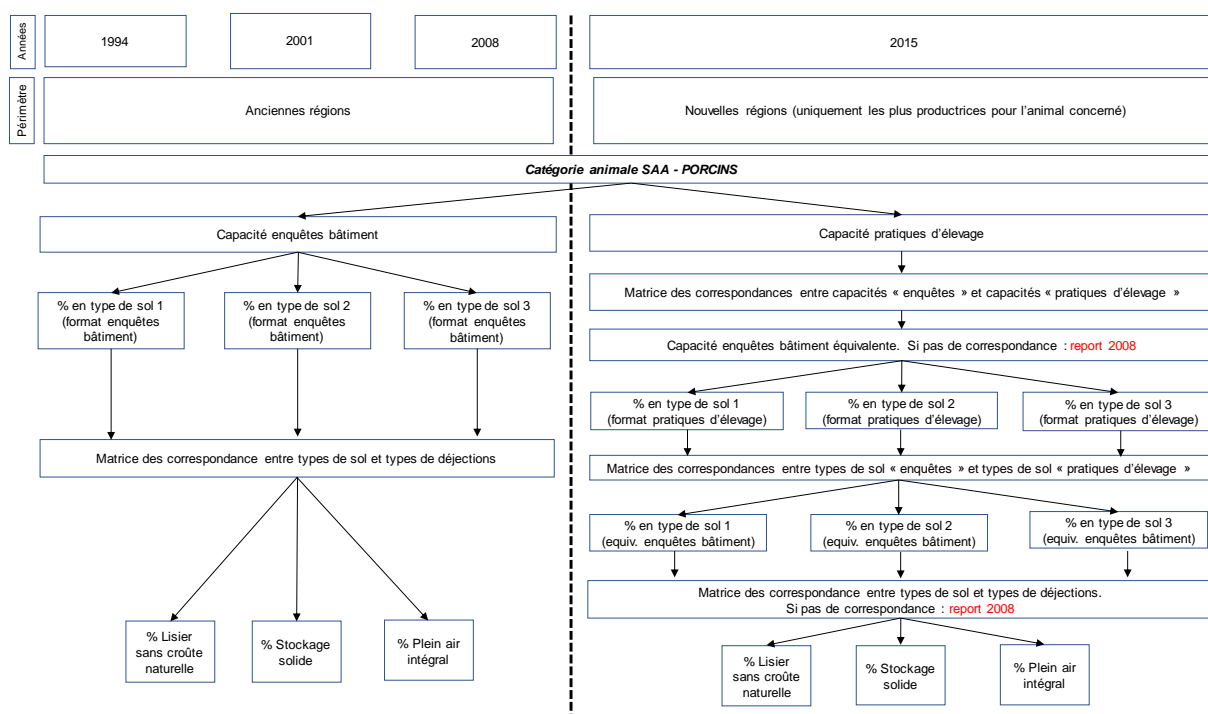 Années
1994
2001
2008
2015
Périmètre
Anciennes régions
Nouvelles régions (uniquement les plus productrices pour l'animal concerné)
Catégorie animale SAA - PORCINS
Capacité enquêtes bâtiment
% en type de sol 1
(format enquêtes
bâtiment)
% en type de sol 2
(format enquêtes
bâtiment)
% en type de sol 3
(format enquêtes
bâtiment)
Matrice des correspondance entre types de sol et types de déjections
% Lisier
sans croûte
naturelle
% Stockage
solide
% Plein air
intégral
Capacité pratiques d'élevage
Matrice des correspondances entre capacités « enquêtes » et capacités « pratiques d'élevage »
Capacité enquêtes bâtiment équivalente. Si pas de correspondance : report 2008
% en type de sol 1
(format pratiques d'élevage)
% en type de sol 2
(format pratiques d'élevage)
% en type de sol 3
(format pratiques d'élevage)
Matrice des correspondances entre types de sol « enquêtes » et types de sol « pratiques d'élevage »
% en type de sol 1
(equiv. enquêtes bâtiment)
% en type de sol 2
(equiv. enquêtes bâtiment)
% en type de sol 3
(equiv. enquêtes bâtiment)
Matrice des correspondance entre types de sol et types de déjections.
Si pas de correspondance : report 2008
% Lisier
sans croûte
naturelle
% Stockage
solide
% Plein air
intégral